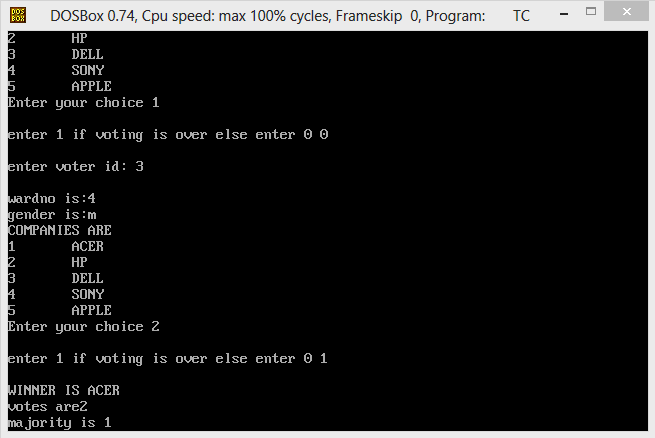 DOS BOX
DOSBox 0.74, Cpu speed: max 100% cycles, Frameskip 0, Program: TC
2 HP
3 DELL
4 SONY
5 APPLE
Enter your choice 1
enter 1 if voting is over else enter 0 0
enter voter id: 3
wardno is:4
gender is:m
COMPANIES ARE
1 ACER
2 HP
3 DELL
4 SONY
5 APPLE
Enter your choice 2
enter 1 if voting is over else enter 0 1
WINNER IS ACER
votes are2
majority is 1